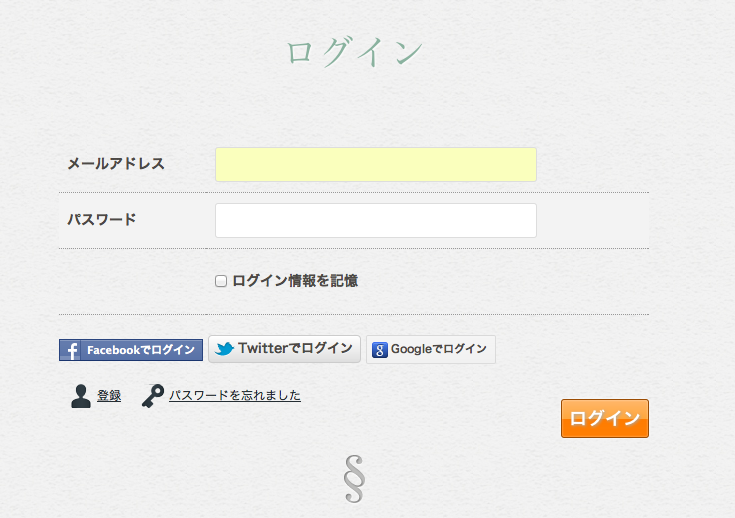 ログイン
メールアドレス
パスワード
ログイン情報を記憶
Facebookでログイン Twitterでログイン Googleでログイン
登録 パスワードを忘れました
ログイン
§